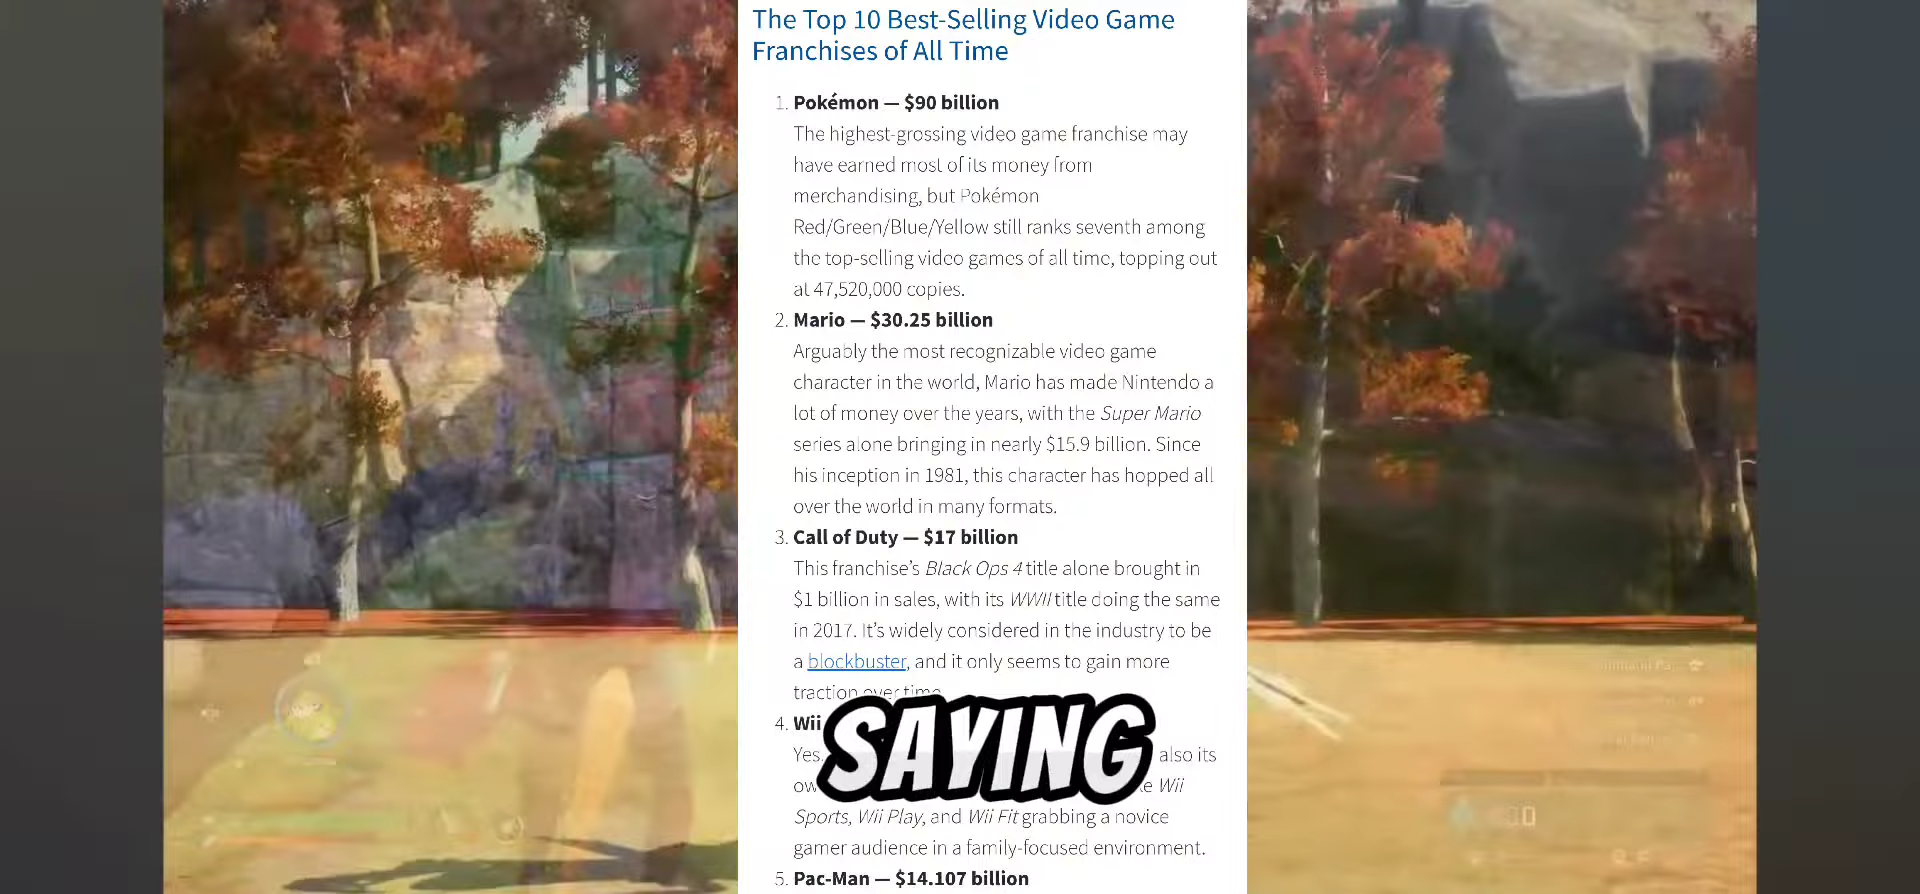 The Top 10 Best-Selling Video Game
Franchises of All Time
1. Pokémon — $90 billion
The highest-grossing video game franchise may
have earned most of its money from
merchandising, but Pokémon
Red/Green/Blue/Yellow still ranks seventh among
the top-selling video games of all time, topping out
at 47,520,000 copies.
2. Mario — $30.25 billion
Arguably the most recognizable video game
character in the world, Mario has made Nintendo a
lot of money over the years, with the Super Mario
series alone bringing in nearly $15.9 billion. Since
his inception in 1981, this character has hopped all
over the world in many formats.
3. Call of Duty — $17 billion
This franchise’s Black Ops 4 title alone brought in
$1 billion in sales, with its WWII title doing the same
in 2017. It’s widely considered in the industry to be
a blockbuster, and it only seems to gain more
traction over time.
4. Wii
SAYING
Yes, also its
Wii
Sports, Wii Play, and Wii Fit grabbing a novice
gamer audience in a family-focused environment.
5. Pac-Man — $14.107 billion